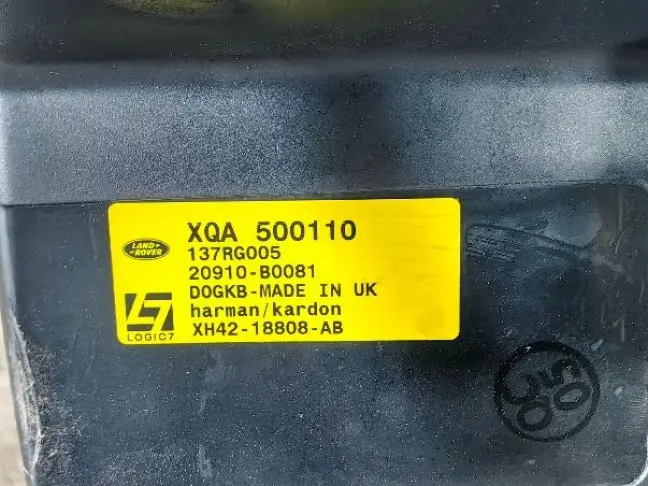 XQA 500110
LAND-
ROVER
137RG005
20910-B0081
D0GKB-MADE IN UK
harman/kardon
LOGIC7
XH42-18808-AB